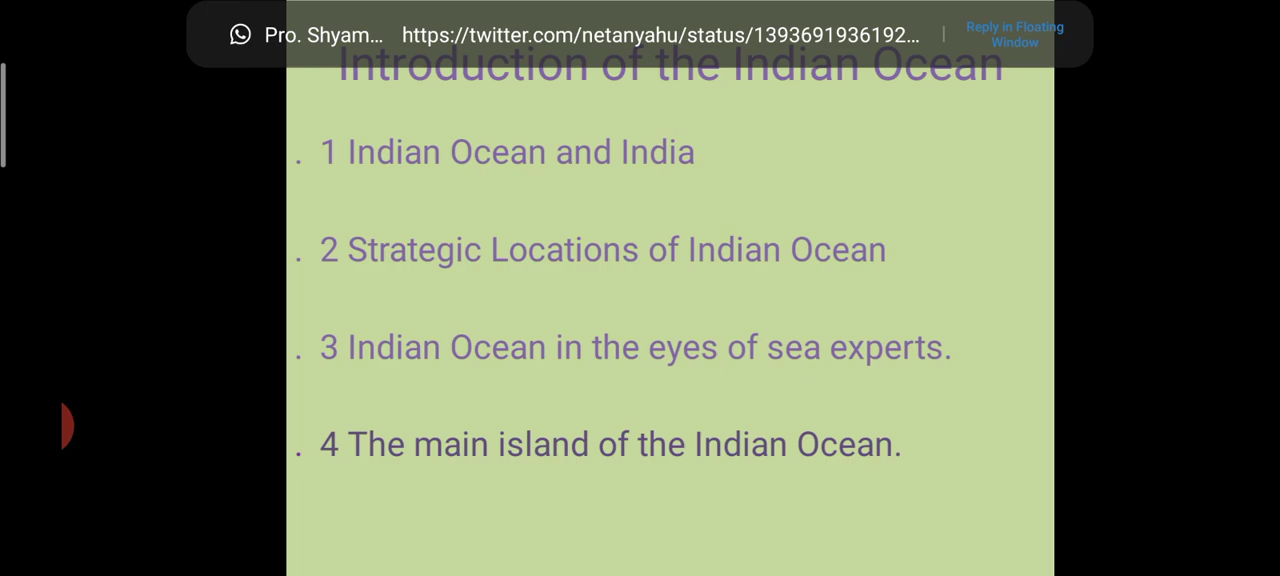 Pro. Shyam... https://twitter.com/netanyahu/status/1393691936192...
Reply in Floating
Window
Introduction of the Indian Ocean
. 1 Indian Ocean and India
. 2 Strategic Locations of Indian Ocean
. 3 Indian Ocean in the eyes of sea experts.
. 4 The main island of the Indian Ocean.